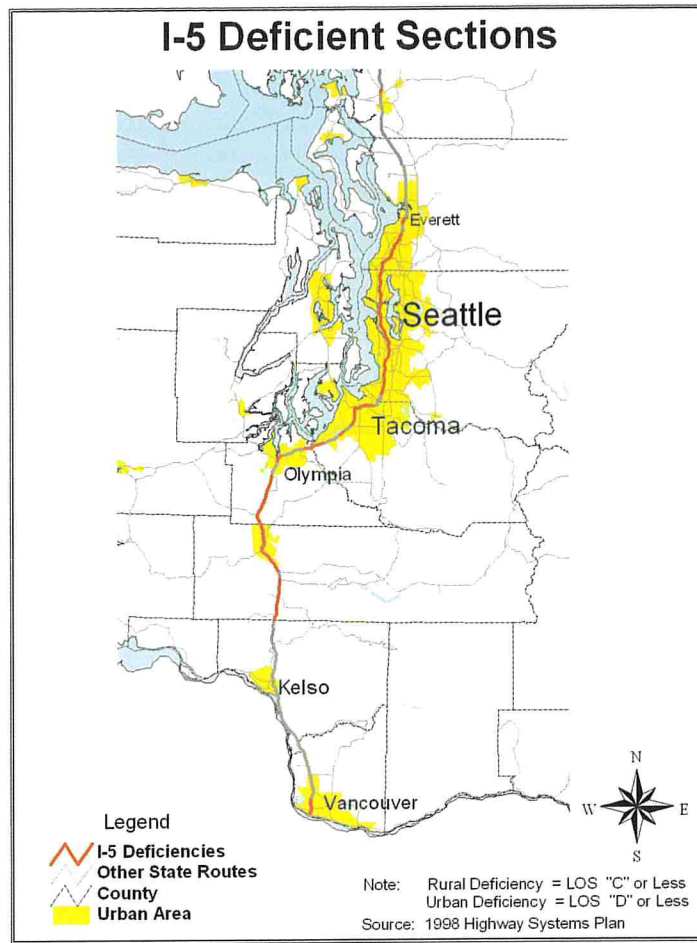 I-5 Deficient Sections
Everett
Seattle
Tacoma
Olympia
Kelso
Vancouver
N
W E
S
Legend
I-5 Deficiencies
Other State Routes
County
Urban Area
Note: Rural Deficiency = LOS "C" or Less
Urban Deficiency = LOS "D" or Less
Source: 1998 Highway Systems Plan